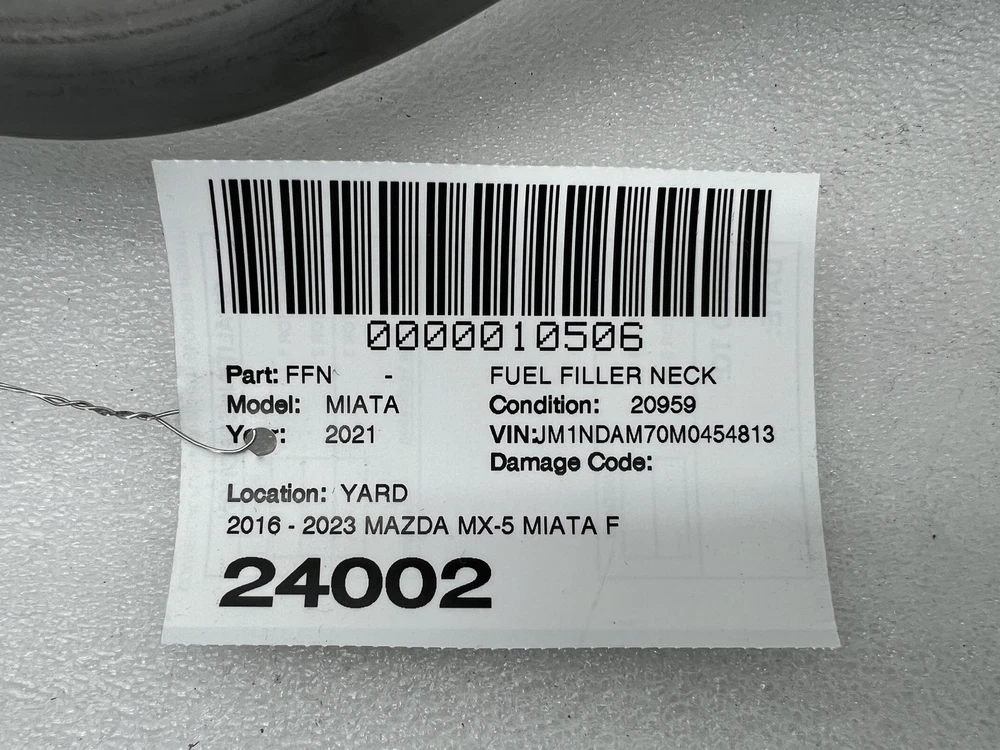 0000010506
Part: FFN - FUEL FILLER NECK
Model: MIATA Condition: 20959
Year: 2021 VIN:JM1NDAM70M0454813
Damage Code:
Location: YARD
2016 - 2023 MAZDA MX-5 MIATA F
24002